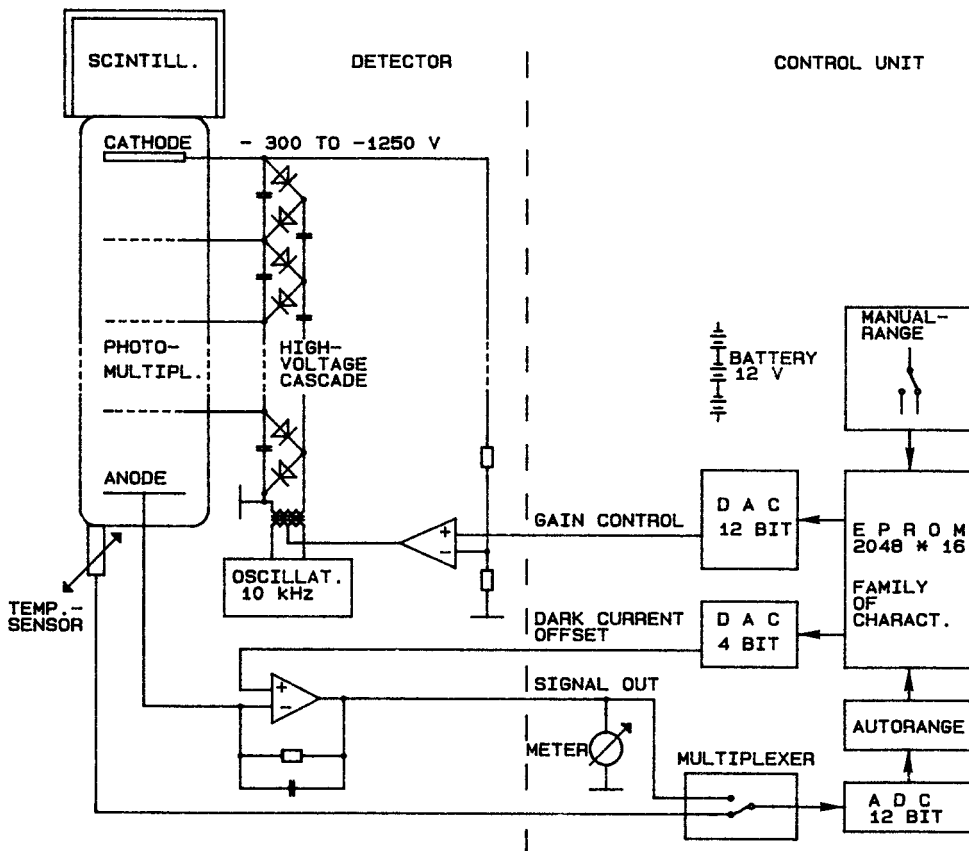 SCINTILL.
DETECTOR
CONTROL UNIT
CATHODE
- 300 TO -1250 V
MANUAL-
RANGE
BATTERY
12 V
PHOTO-
MULTIPL.
HIGH-
VOLTAGE
CASCADE
ANODE
GAIN CONTROL
D A C
12 BIT
E P R O M
2048 * 16
FAMILY
OF
CHARACT.
+
-
OSCILLAT.
10 kHz
TEMP.-
SENSOR
DARK CURRENT
OFFSET
D A C
4 BIT
+
-
SIGNAL OUT
METER
MULTIPLEXER
AUTORANGE
A D C
12 BIT